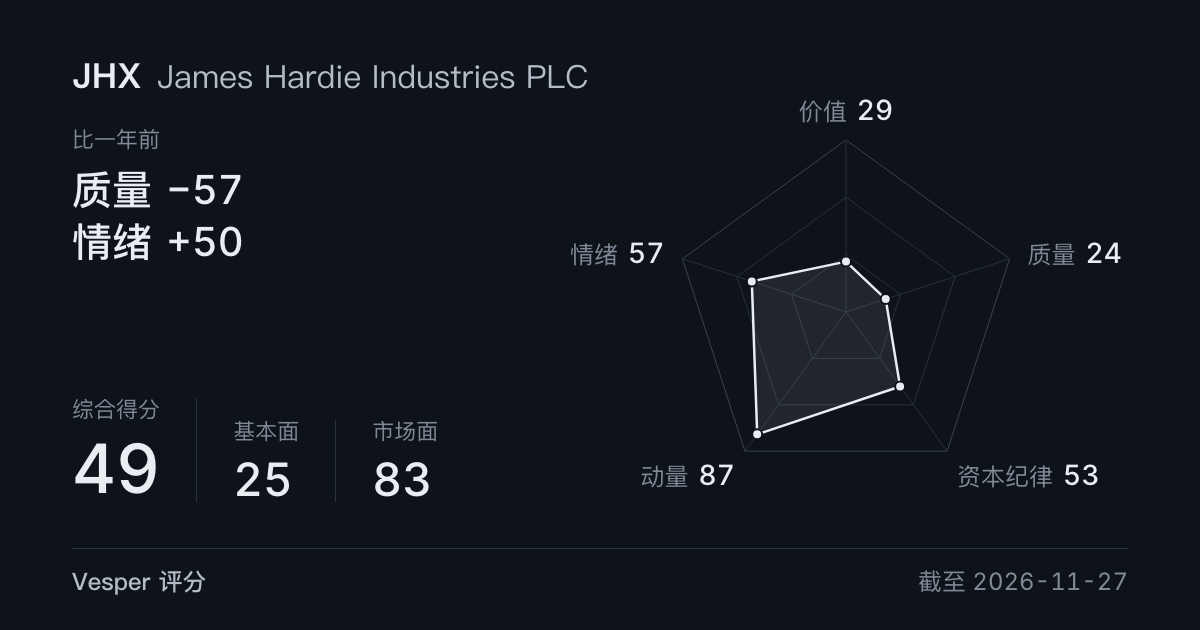 JHX James Hardie Industries PLC
比一年前
质量 −57
情绪 +50
价值 29
情绪 57
质量 24
动量 87
资本纪律 53
综合得分
49
基本面
25
市场面
83
Vesper 评分
截至 2026-11-27